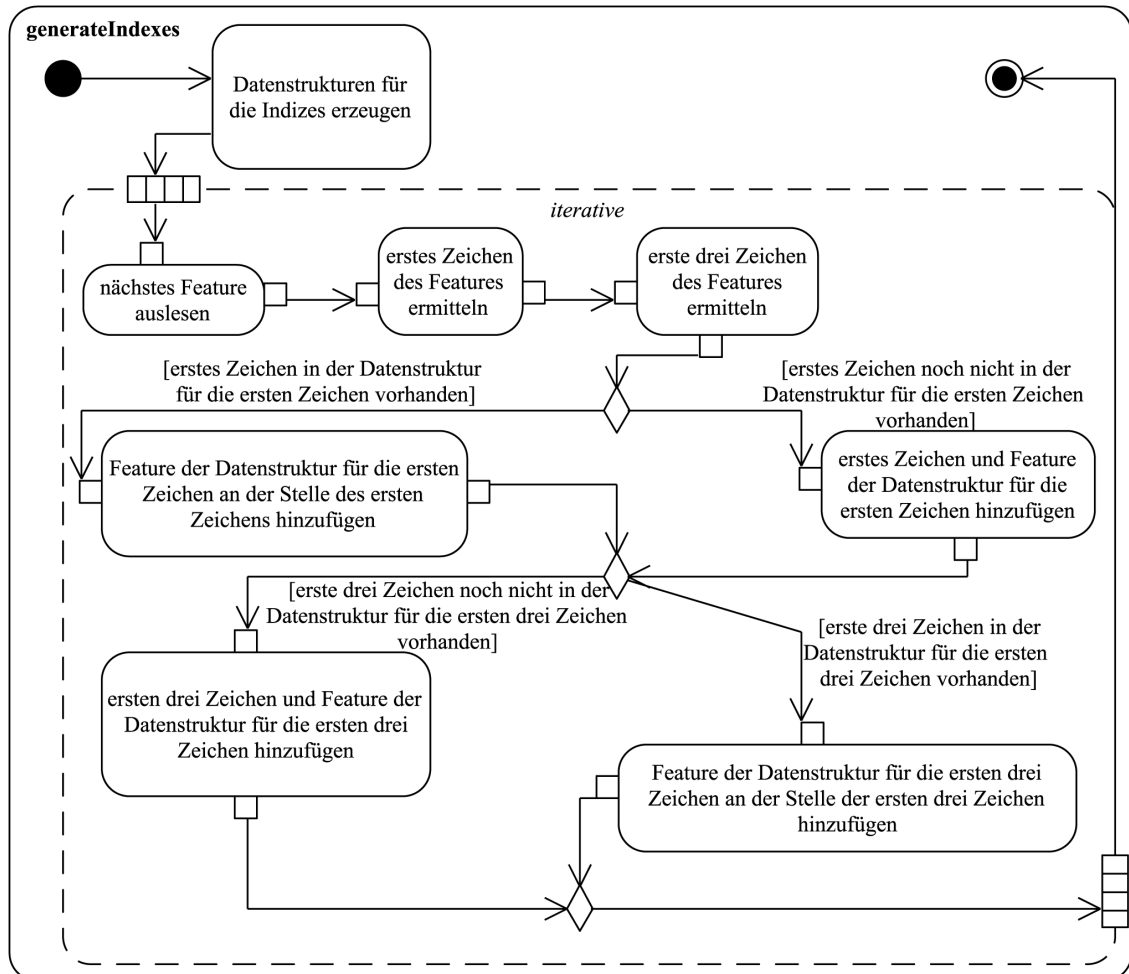 generateIndexes
Datenstrukturen für
die Indizes erzeugen
iterative
nächstes Feature
auslesen
erstes Zeichen
des Features
ermitteln
erste drei Zeichen
des Features
ermitteln
[erstes Zeichen in der Datenstruktur
für die ersten Zeichen vorhanden]
[erstes Zeichen noch nicht in der
Datenstruktur für die ersten Zeichen
vorhanden]
Feature der Datenstruktur für die ersten
Zeichen an der Stelle des ersten
Zeichens hinzufügen
erstes Zeichen und Feature
der Datenstruktur für die
ersten Zeichen hinzufügen
[erste drei Zeichen noch nicht in der
Datenstruktur für die ersten drei Zeichen
vorhanden]
[erste drei Zeichen in der
Datenstruktur für die ersten
drei Zeichen vorhanden]
ersten drei Zeichen und Feature der
Datenstruktur für die ersten drei
Zeichen hinzufügen
Feature der Datenstruktur für die ersten drei
Zeichen an der Stelle der ersten drei Zeichen
hinzufügen